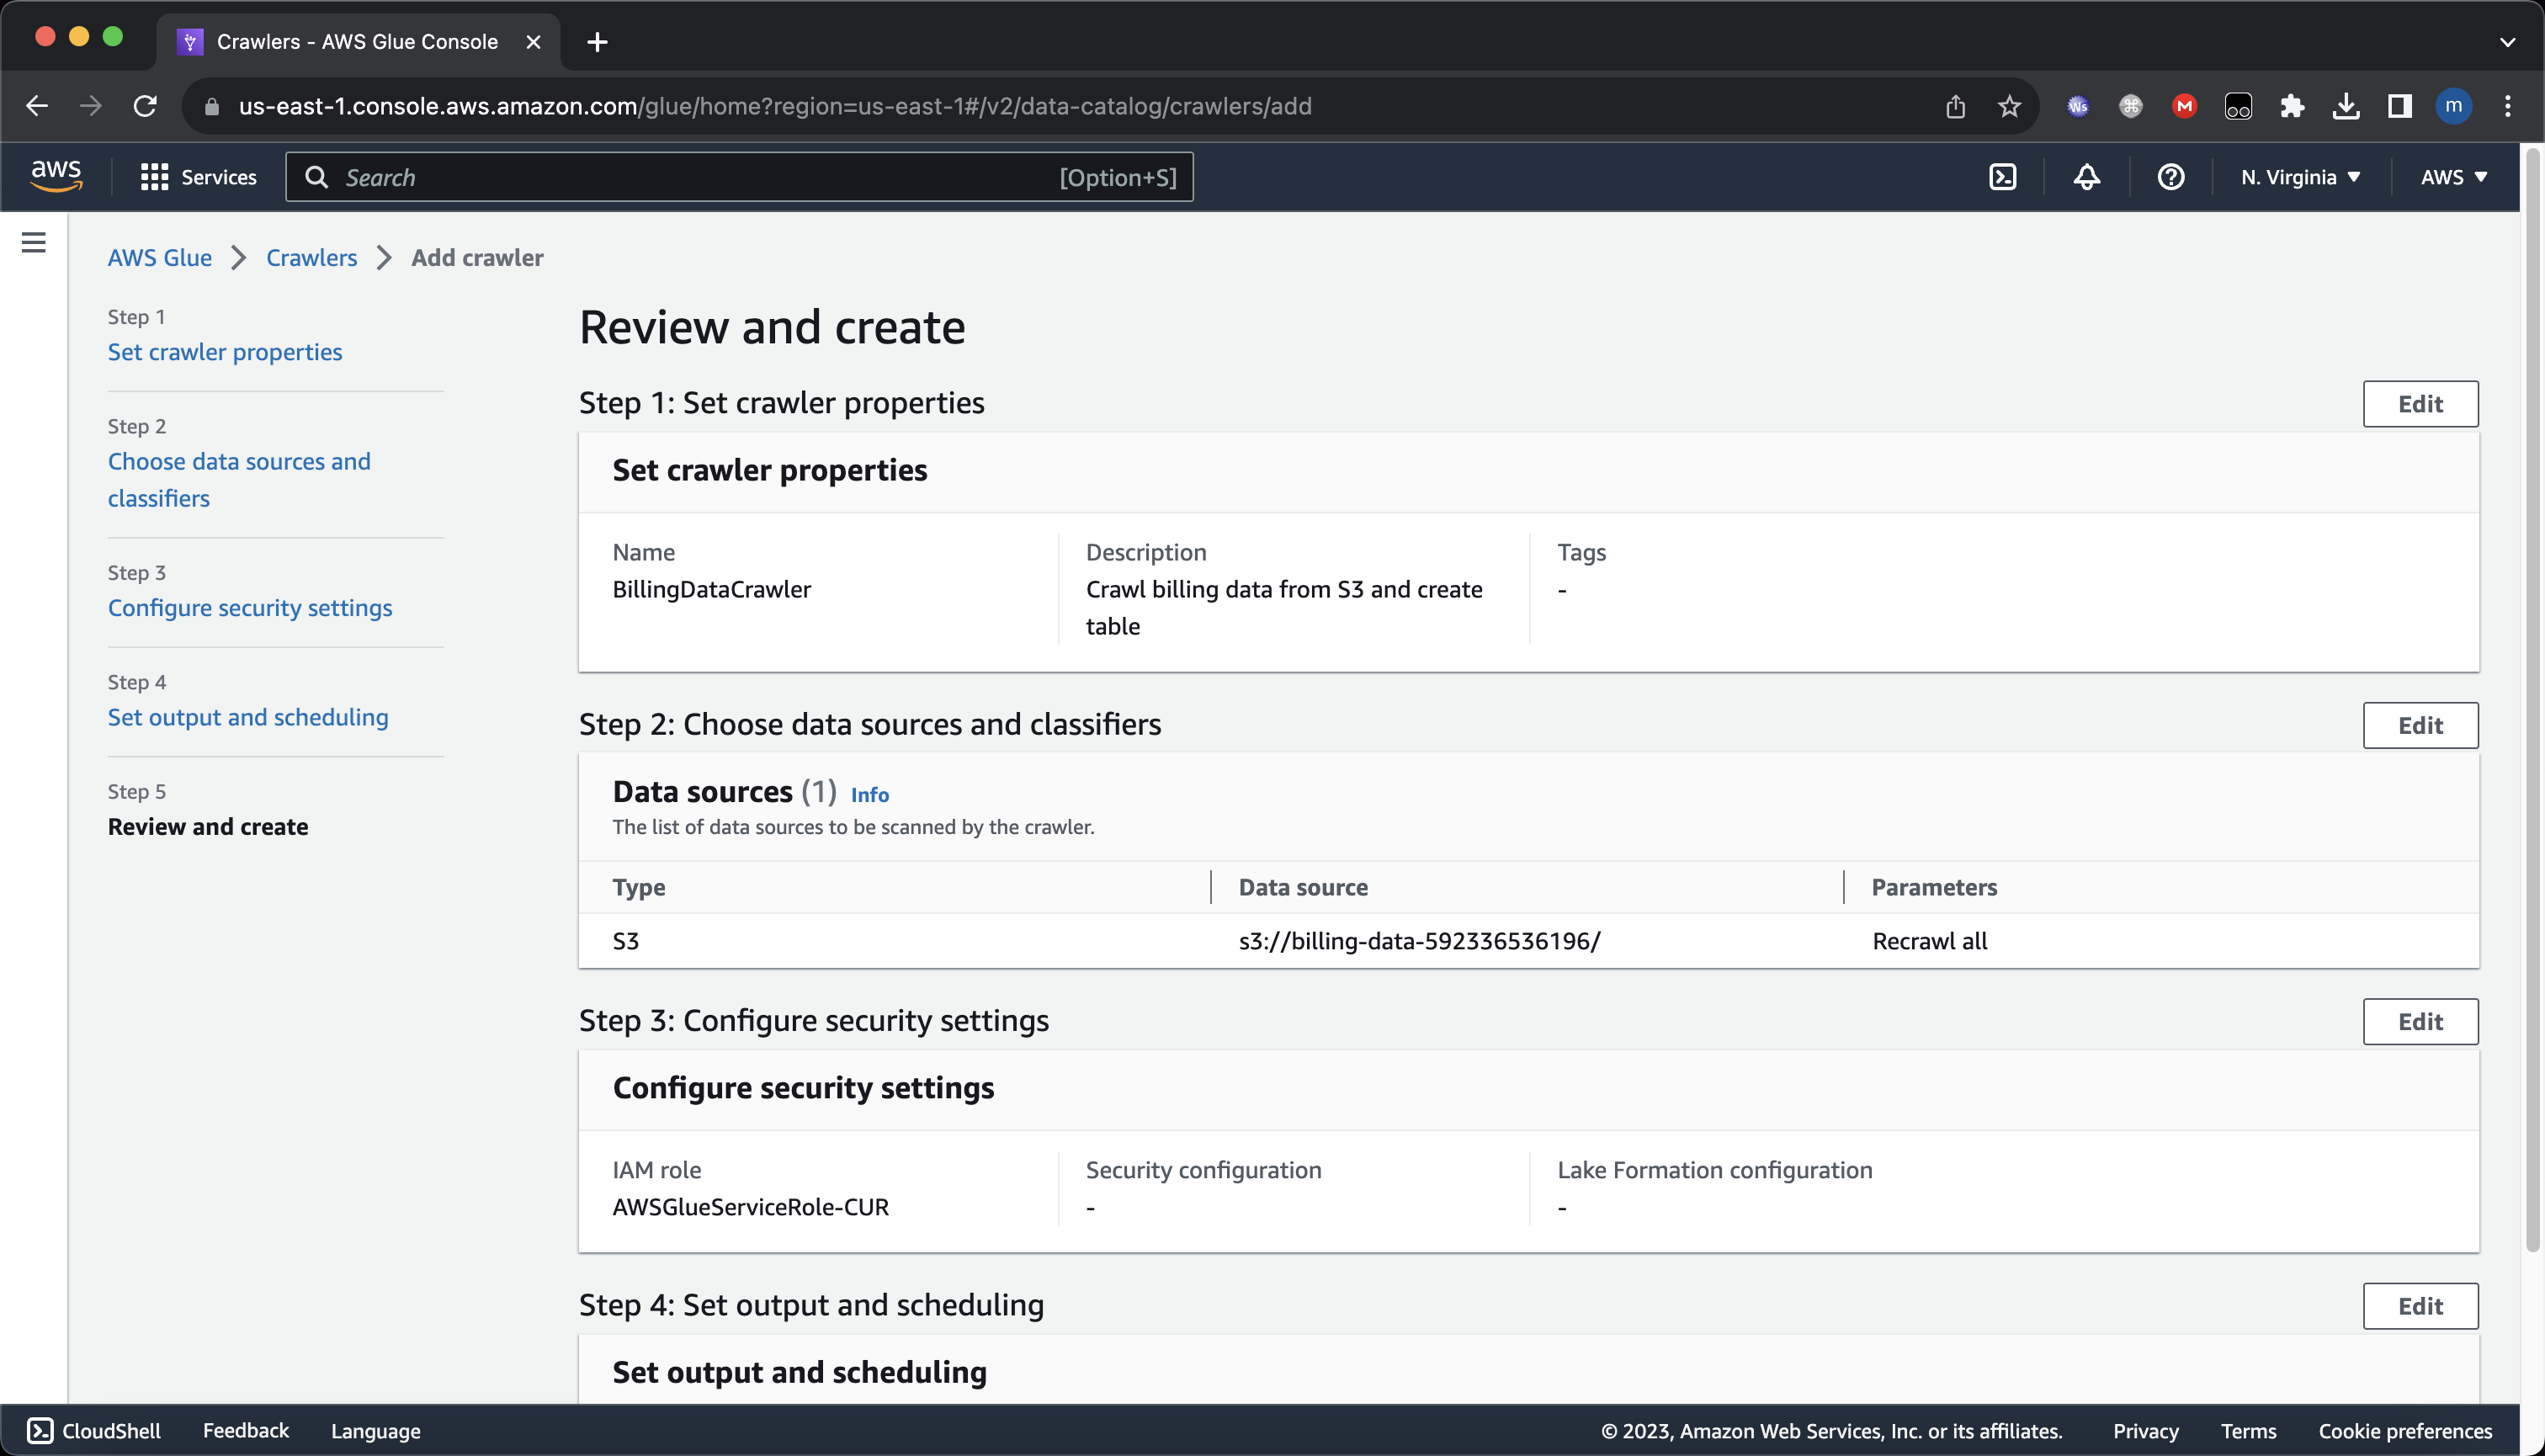 Crawlers - AWS Glue Console
us-east-1.console.aws.amazon.com/glue/home?region=us-east-1#/v2/data-catalog/crawlers/add
Ws
M
m
aws
Services
Search
[Option+S]
N. Virginia
AWS
AWS Glue
Crawlers
Add crawler
Step 1
Set crawler properties
Step 2
Choose data sources and
classifiers
Step 3
Configure security settings
Step 4
Set output and scheduling
Step 5
Review and create
Review and create
Step 1: Set crawler properties
Edit
Set crawler properties
Name
BillingDataCrawler
Description
Crawl billing data from S3 and create
table
Tags
-
Step 2: Choose data sources and classifiers
Edit
Data sources (1) Info
The list of data sources to be scanned by the crawler.
Type
Data source
Parameters
S3
s3://billing-data-592336536196/
Recrawl all
Step 3: Configure security settings
Edit
Configure security settings
IAM role
AWSGlueServiceRole-CUR
Security configuration
-
Lake Formation configuration
-
Step 4: Set output and scheduling
Edit
Set output and scheduling
CloudShell
Feedback
Language
© 2023, Amazon Web Services, Inc. or its affiliates.
Privacy
Terms
Cookie preferences